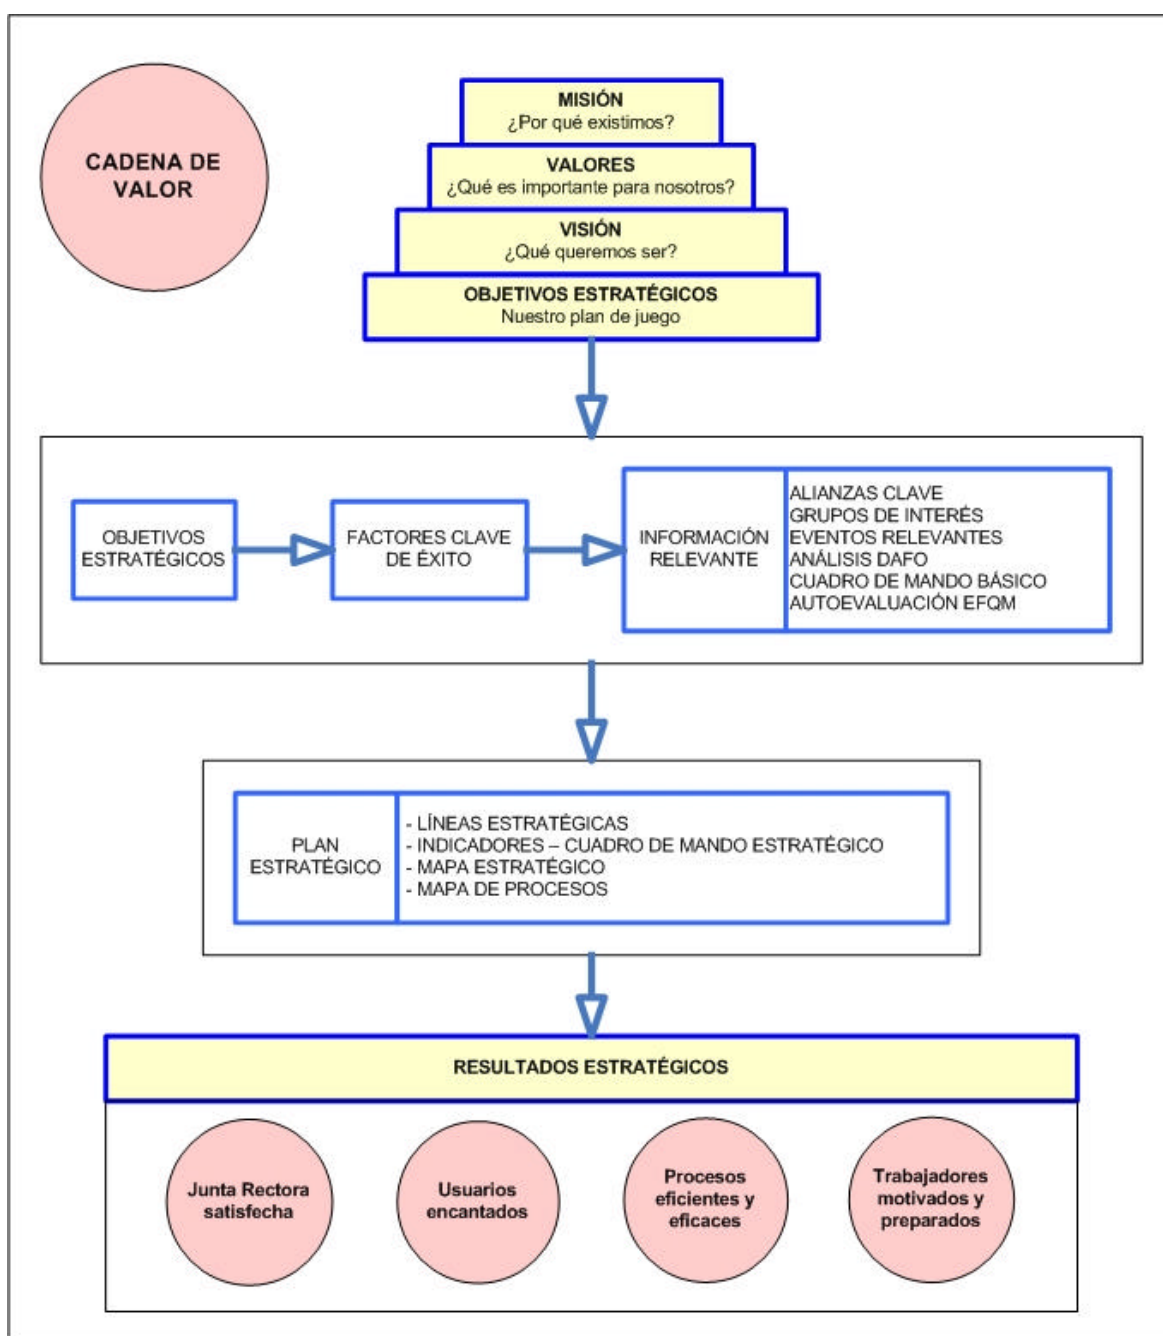 CADENA DE
VALOR
MISIÓN
¿Por qué existimos?
VALORES
¿Qué es importante para nosotros?
VISIÓN
¿Qué queremos ser?
OBJETIVOS ESTRATÉGICOS
Nuestro plan de juego
OBJETIVOS
ESTRATÉGICOS
FACTORES CLAVE
DE ÉXITO
INFORMACIÓN
RELEVANTE
ALIANZAS CLAVE
GRUPOS DE INTERÉS
EVENTOS RELEVANTES
ANÁLISIS DAFO
CUADRO DE MANDO BÁSICO
AUTOEVALUACIÓN EFQM
PLAN
ESTRATÉGICO
- LÍNEAS ESTRATÉGICAS
- INDICADORES – CUADRO DE MANDO ESTRATÉGICO
- MAPA ESTRATÉGICO
- MAPA DE PROCESOS
RESULTADOS ESTRATÉGICOS
Junta Rectora
satisfecha
Usuarios
encantados
Procesos
eficientes y
eficaces
Trabajadores
motivados y
preparados